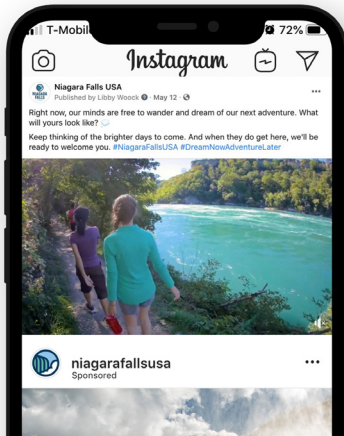 T-Mobil
72%
Instagram
Niagara Falls USA
Published by Libby Woock · May 12 ·
Right now, our minds are free to wander and dream of our next adventure. What
will yours look like?
Keep thinking of the brighter days to come. And when they do get here, we'll be
ready to welcome you. #NiagaraFallsUSA #DreamNowAdventureLater
niagarafallsusa
Sponsored